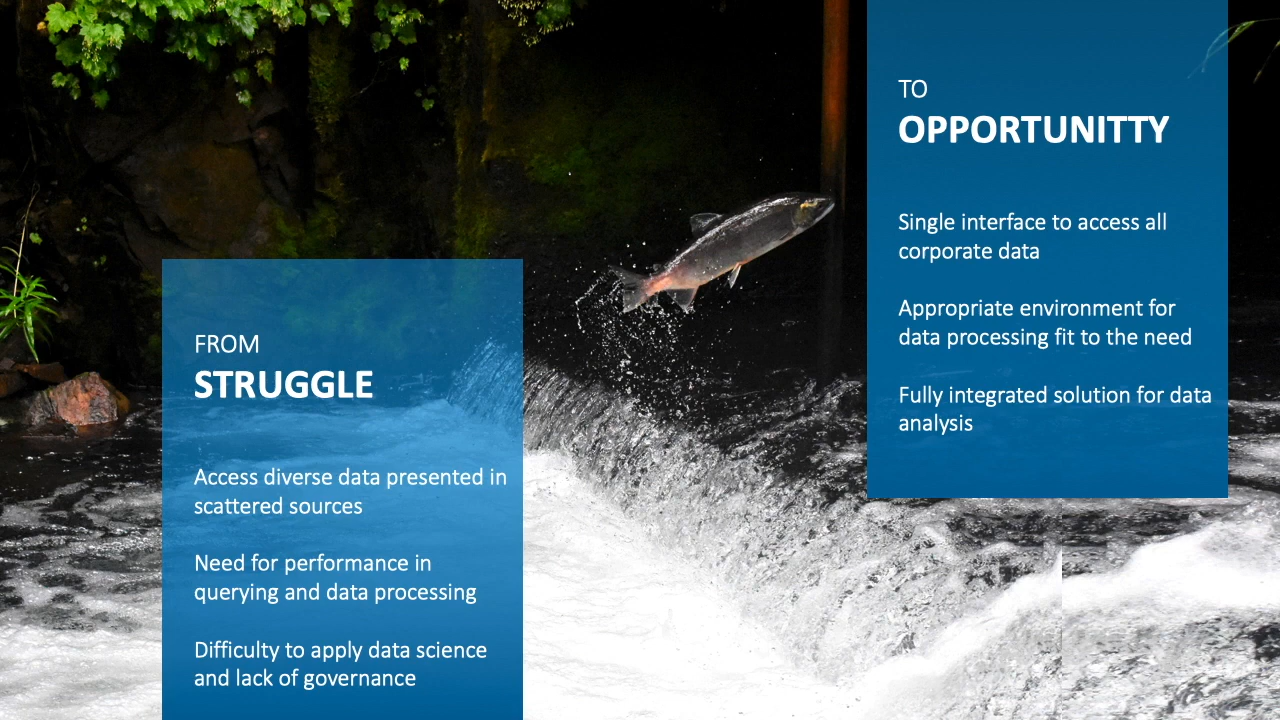 FROM
STRUGGLE
Access diverse data presented in
scattered sources
Need for performance in
querying and data processing
Difficulty to apply data science
and lack of governance
TO
OPPORTUNITTY
Single interface to access all
corporate data
Appropriate environment for
data processing fit to the need
Fully integrated solution for data
analysis